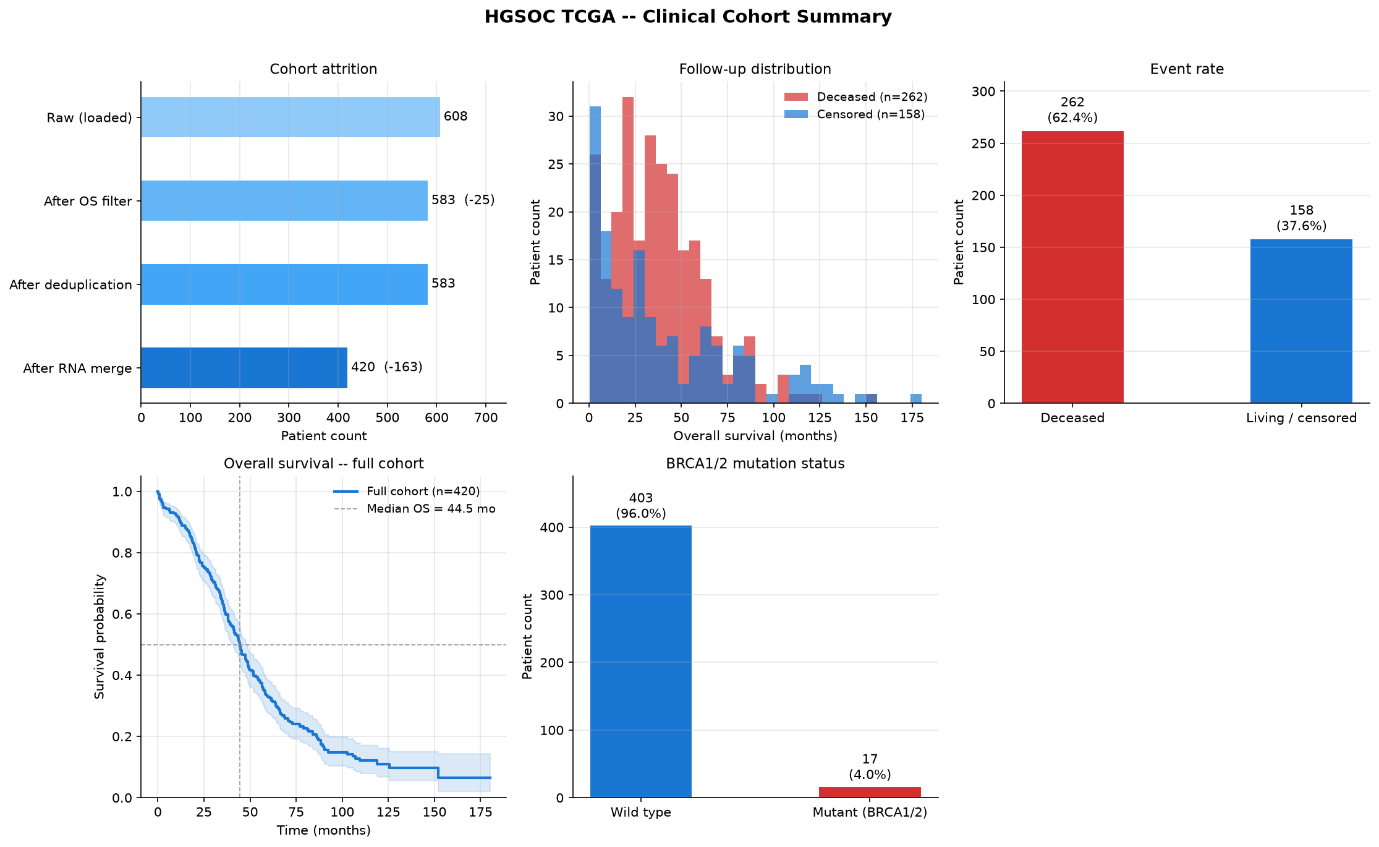 HGSOC TCGA -- Clinical Cohort Summary
Cohort attrition
Raw (loaded)
After OS filter
After deduplication
After RNA merge
608
583 (-25)
583
420 (-163)
0 100 200 300 400 500 600 700
Patient count
Follow-up distribution
Deceased (n=262)
Censored (n=158)
Patient count
30
25
20
15
10
5
0
0 25 50 75 100 125 150 175
Overall survival (months)
Event rate
Patient count
300
250
200
150
100
50
0
262
(62.4%)
158
(37.6%)
Deceased
Living / censored
Overall survival -- full cohort
Full cohort (n=420)
Median OS = 44.5 mo
Survival probability
1.0
0.8
0.6
0.4
0.2
0.0
0 25 50 75 100 125 150 175
Time (months)
BRCA1/2 mutation status
Patient count
400
300
200
100
0
403
(96.0%)
17
(4.0%)
Wild type
Mutant (BRCA1/2)